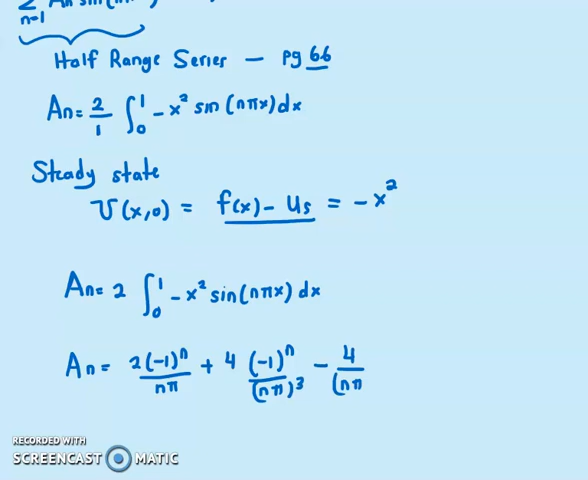 n=1
Half Range Series — pg 66
An = 2/1 ∫₀¹ -x² sin(nπx)dx
Steady state
V(x,0) = f(x) - Us = -x²
An = 2 ∫₀¹ -x² sin(nπx) dx
An = 2(-1)ⁿ/nπ + 4 (-1)ⁿ/(nπ)³ - 4/(nπ
RECORDED WITH
SCREENCAST MATIC